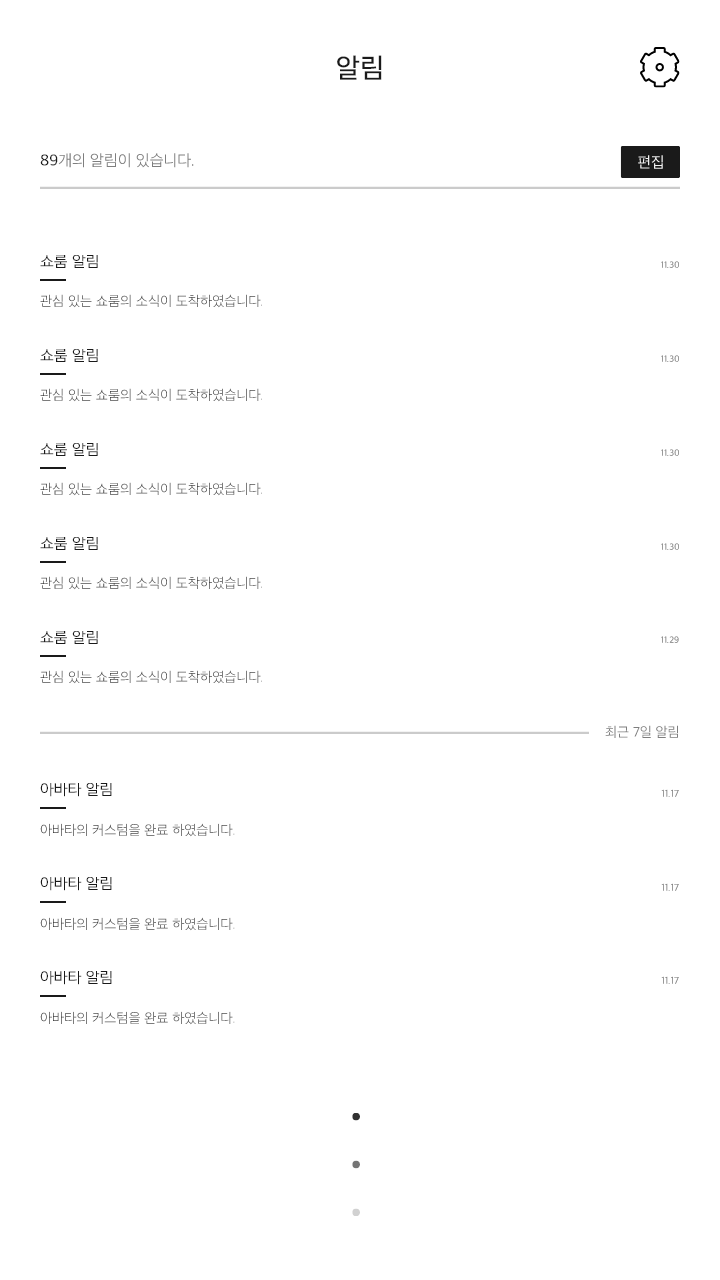 알림
89개의 알림이 있습니다.
편집
쇼룸 알림
11.30
관심 있는 쇼룸의 소식이 도착하였습니다.
쇼룸 알림
11.30
관심 있는 쇼룸의 소식이 도착하였습니다.
쇼룸 알림
11.30
관심 있는 쇼룸의 소식이 도착하였습니다.
쇼룸 알림
11.30
관심 있는 쇼룸의 소식이 도착하였습니다.
쇼룸 알림
11.29
관심 있는 쇼룸의 소식이 도착하였습니다.
최근 7일 알림
아바타 알림
11.17
아바타의 커스텀을 완료 하였습니다.
아바타 알림
11.17
아바타의 커스텀을 완료 하였습니다.
아바타 알림
11.17
아바타의 커스텀을 완료 하였습니다.